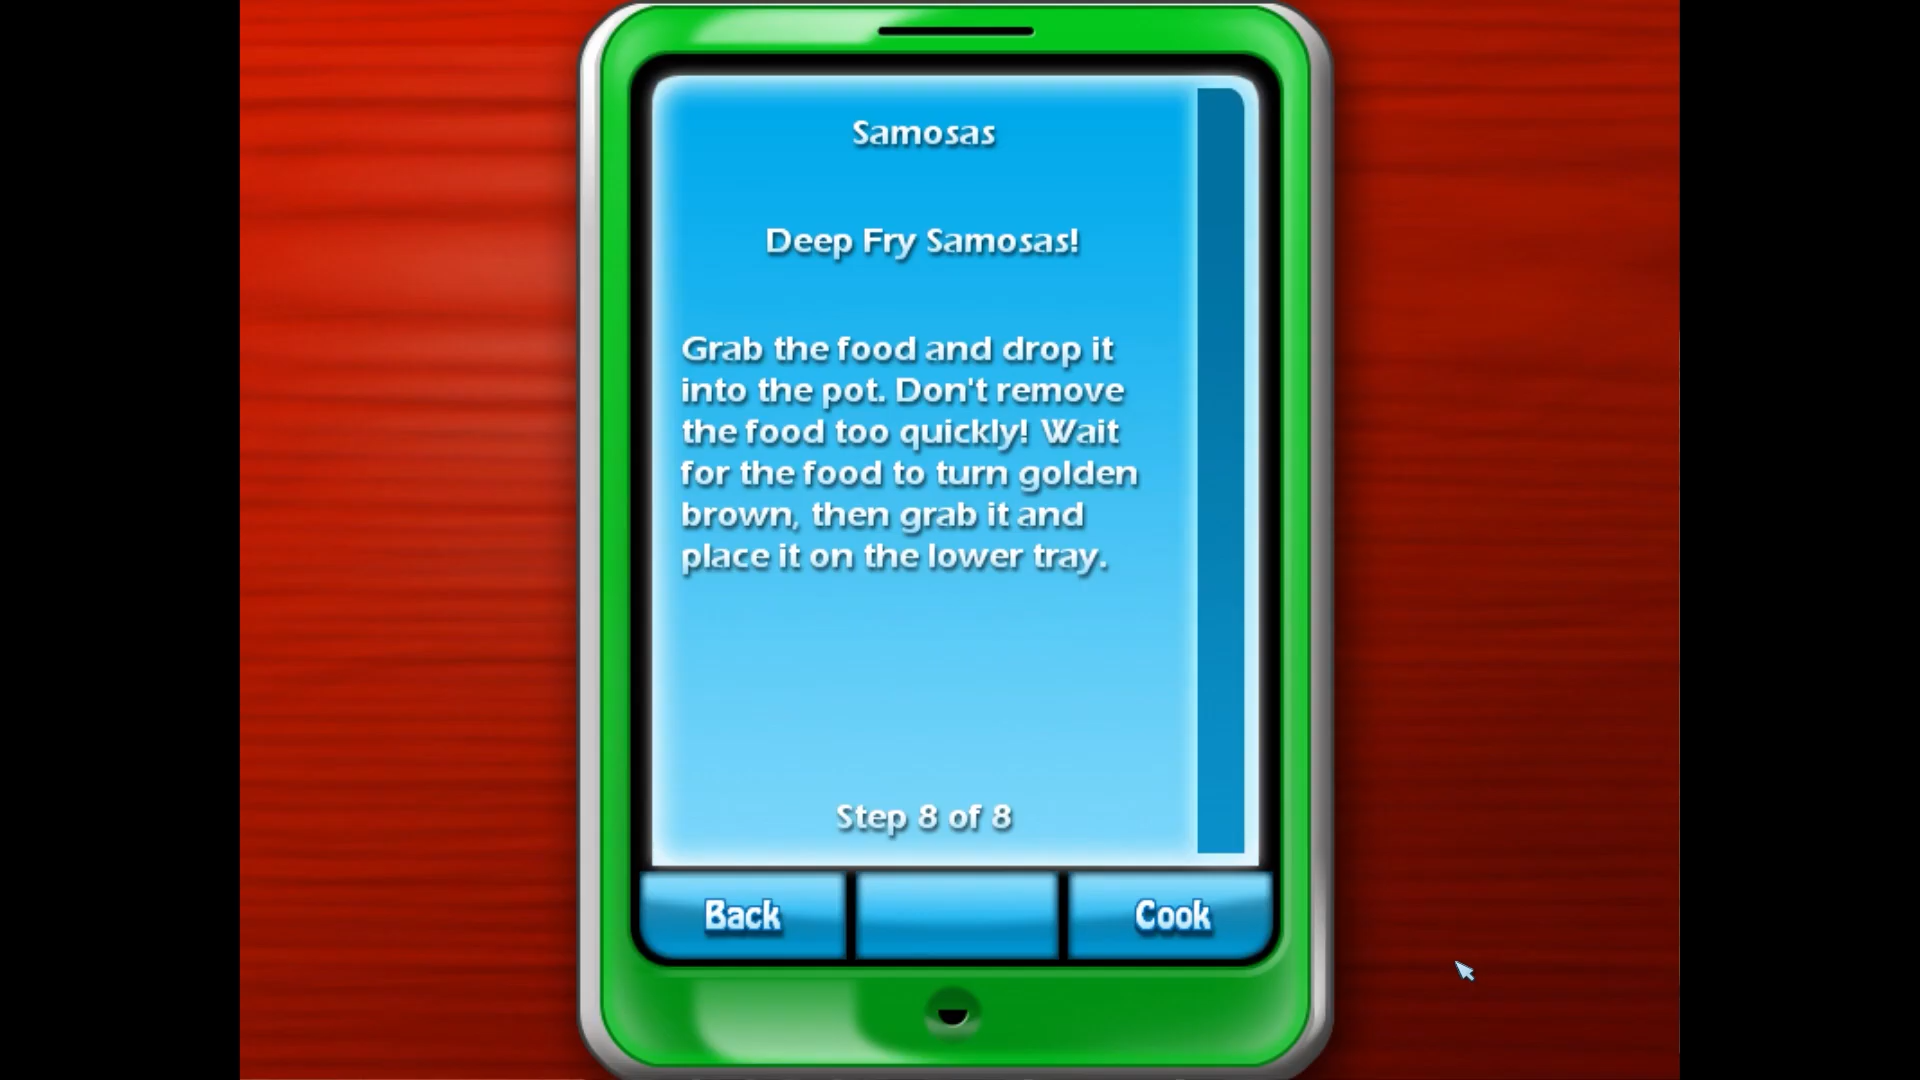 Samosas
Deep Fry Samosas!
Grab the food and drop it
into the pot. Don't remove
the food too quickly! Wait
for the food to turn golden
brown, then grab it and
place it on the lower tray.
Step 8 of 8
Back
Cook